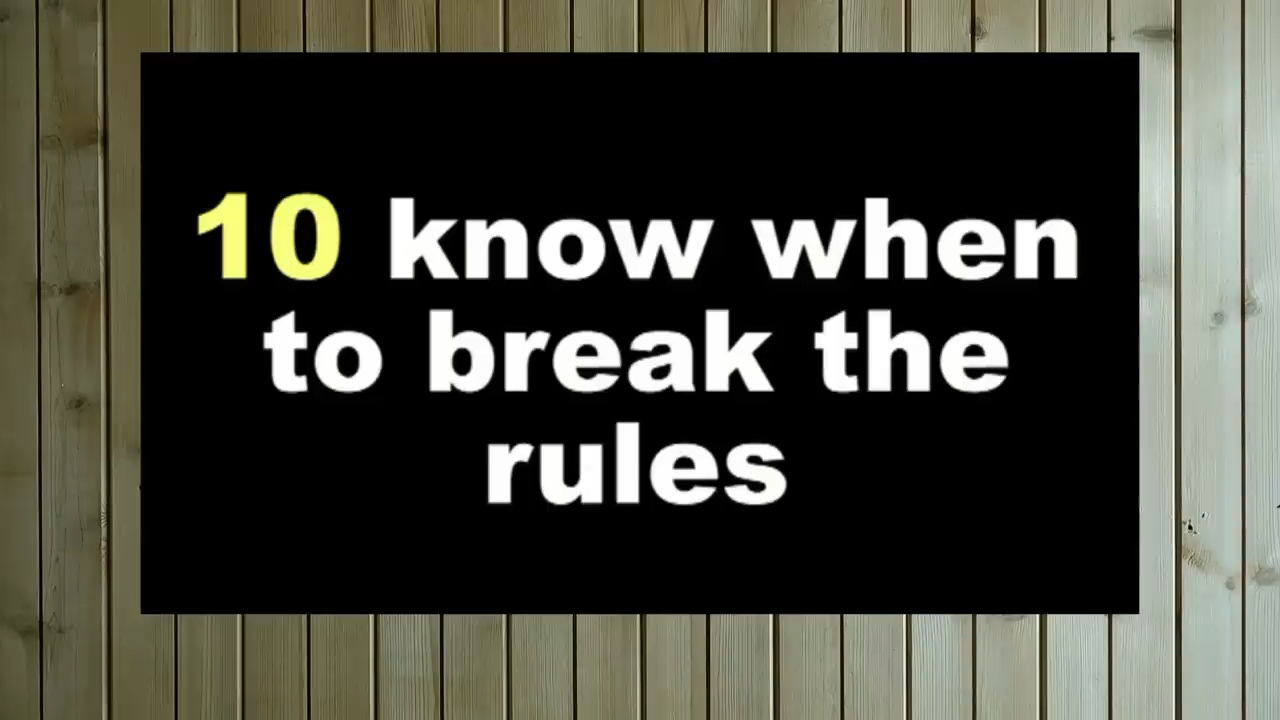 10 know when
to break the
rules